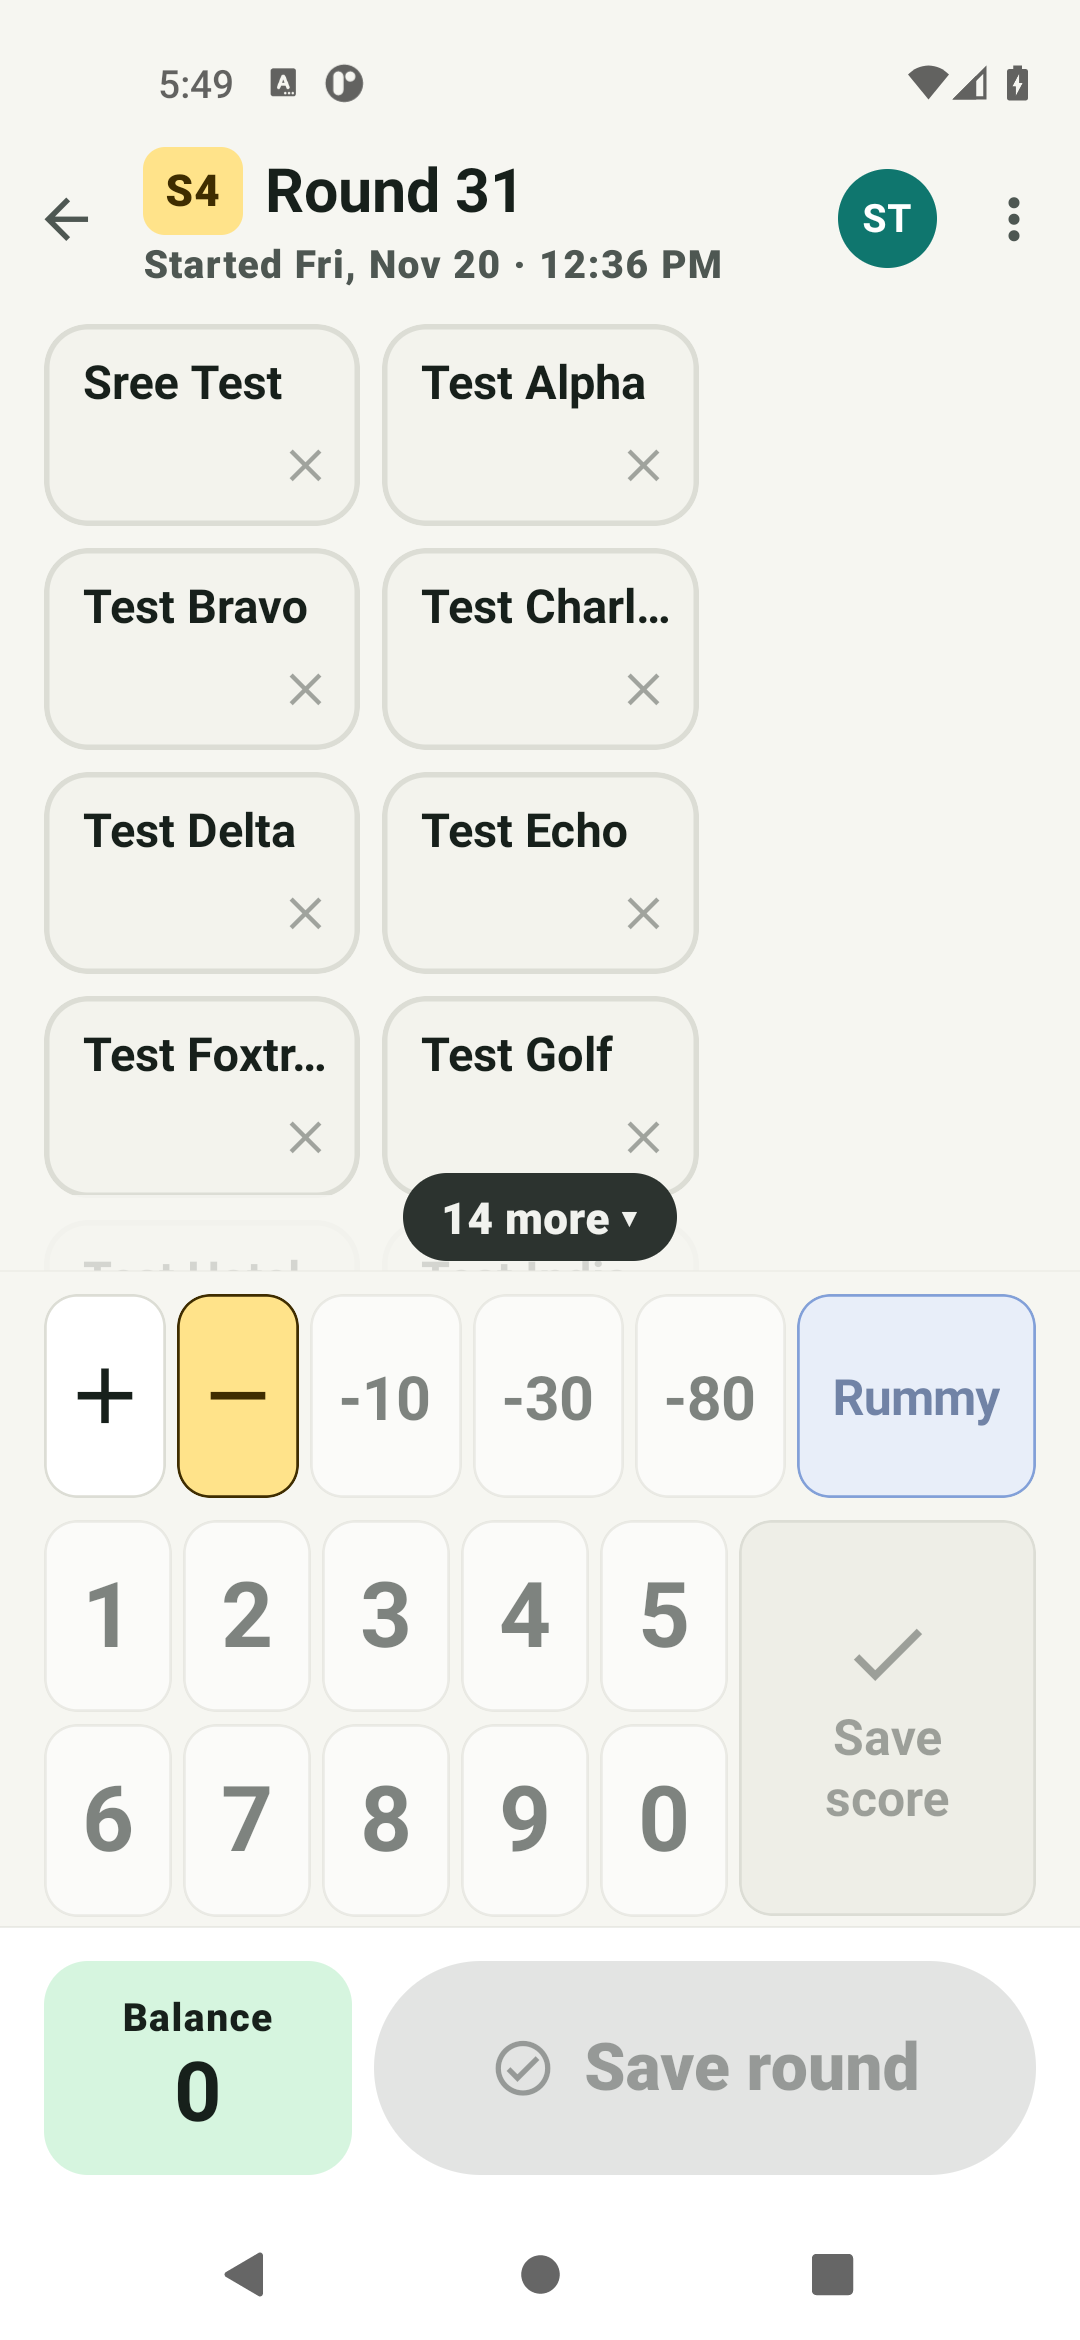 5:49
S4 Round 31
Started Fri, Nov 20 · 12:36 PM
ST
Sree Test
Test Alpha
Test Bravo
Test Charl...
Test Delta
Test Echo
Test Foxtr...
Test Golf
14 more ▾
+ − -10 -30 -80 Rummy
1 2 3 4 5
6 7 8 9 0
Save
score
Balance
0
Save round